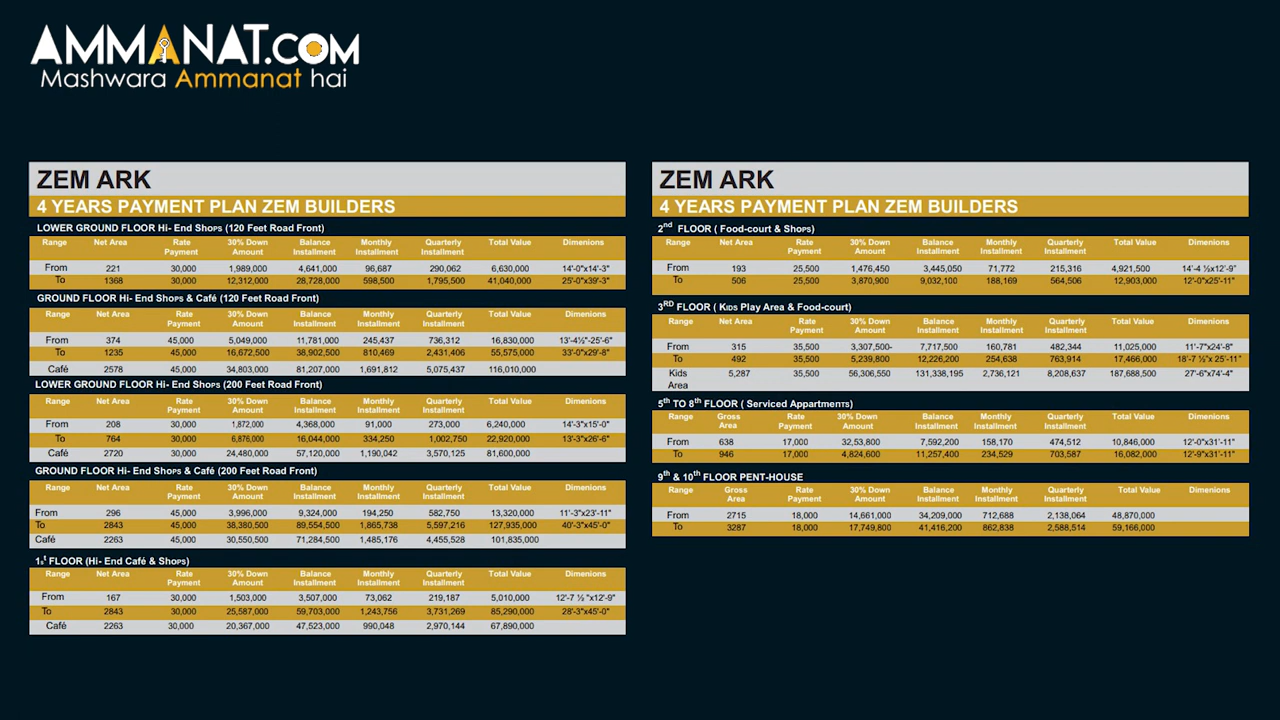 AMMANAT.COM
Mashwara Ammanat hai
ZEM ARK
4 YEARS PAYMENT PLAN ZEM BUILDERS
LOWER GROUND FLOOR Hi- End Shops (120 Feet Road Front)
Range Net Area Rate Payment 30% Down Amount Balance Installment Monthly Installment Quarterly Installment Total Value Dimenions
From 221 30,000 1,989,000 4,641,000 96,687 290,062 6,630,000 14'-0"x14'-3"
To 1368 30,000 12,312,000 28,728,000 598,500 1,795,500 41,040,000 25'-0"x39'-3"
GROUND FLOOR Hi- End Shops & Café (120 Feet Road Front)
Range Net Area Rate Payment 30% Down Amount Balance Installment Monthly Installment Quarterly Installment Total Value Dimenions
From 374 45,000 5,049,000 11,781,000 245,437 736,312 16,830,000 13'-4½"-25'-6"
To 1235 45,000 16,672,500 38,902,500 810,469 2,431,406 55,575,000 33'-0"x29'-8"
Café 2578 45,000 34,803,000 81,207,000 1,691,812 5,075,437 116,010,000
LOWER GROUND FLOOR Hi- End Shops (200 Feet Road Front)
Range Net Area Rate Payment 30% Down Amount Balance Installment Monthly Installment Quarterly Installment Total Value Dimenions
From 208 30,000 1,872,000 4,368,000 91,000 273,000 6,240,000 14'-3"x15'-0"
To 764 30,000 6,876,000 16,044,000 334,250 1,002,750 22,920,000 13'-3"x26'-6"
Café 2720 30,000 24,480,000 57,120,000 1,190,042 3,570,125 81,600,000
GROUND FLOOR Hi- End Shops & Café (200 Feet Road Front)
Range Net Area Rate Payment 30% Down Amount Balance Installment Monthly Installment Quarterly Installment Total Value Dimenions
From 296 45,000 3,996,000 9,324,000 194,250 582,750 13,320,000 11'-3"x23'-11"
To 2843 45,000 38,380,500 89,554,500 1,865,738 5,597,216 127,935,000 40'-3"x45'-0"
Café 2263 45,000 30,550,500 71,284,500 1,485,176 4,455,528 101,835,000
1st FLOOR (Hi- End Café & Shops)
Range Net Area Rate Payment 30% Down Amount Balance Installment Monthly Installment Quarterly Installment Total Value Dimenions
From 167 30,000 1,503,000 3,507,000 73,062 219,187 5,010,000 12'-7 ½ "x12'-9"
To 2843 30,000 25,587,000 59,703,000 1,243,756 3,731,269 85,290,000 28'-3"x45'-0"
Café 2263 30,000 20,367,000 47,523,000 990,048 2,970,144 67,890,000
ZEM ARK
4 YEARS PAYMENT PLAN ZEM BUILDERS
2nd FLOOR ( Food-court & Shops)
Range Net Area Rate Payment 30% Down Amount Balance Installment Monthly Installment Quarterly Installment Total Value Dimenions
From 193 25,500 1,476,450 3,445,050 71,772 215,316 4,921,500 14'-4 ½x12'-9"
To 506 25,500 3,870,900 9,032,100 188,169 564,506 12,903,000 12'-0"x25'-11"
3RD FLOOR ( Kids Play Area & Food-court)
Range Net Area Rate Payment 30% Down Amount Balance Installment Monthly Installment Quarterly Installment Total Value Dimenions
From 315 35,500 3,307,500- 7,717,500 160,781 482,344 11,025,000 11'-7"x24'-8"
To 492 35,500 5,239,800 12,226,200 254,638 763,914 17,466,000 18'-7 ½"x 25'-11"
Kids Area 5,287 35,500 56,306,550 131,338,195 2,736,121 8,208,637 187,688,500 27'-6"x74'-4"
5th TO 8th FLOOR ( Serviced Appartments)
Range Gross Area Rate Payment 30% Down Amount Balance Installment Monthly Installment Quarterly Installment Total Value Dimenions
From 638 17,000 32,53,800 7,592,200 158,170 474,512 10,846,000 12'-0"x31'-11"
To 946 17,000 4,824,600 11,257,400 234,529 703,587 16,082,000 12'-9"x31'-11"
9th & 10th FLOOR PENT-HOUSE
Range Gross Area Rate Payment 30% Down Amount Balance Installment Monthly Installment Quarterly Installment Total Value Dimenions
From 2715 18,000 14,661,000 34,209,000 712,688 2,138,064 48,870,000
To 3287 18,000 17,749,800 41,416,200 862,838 2,588,514 59,166,000